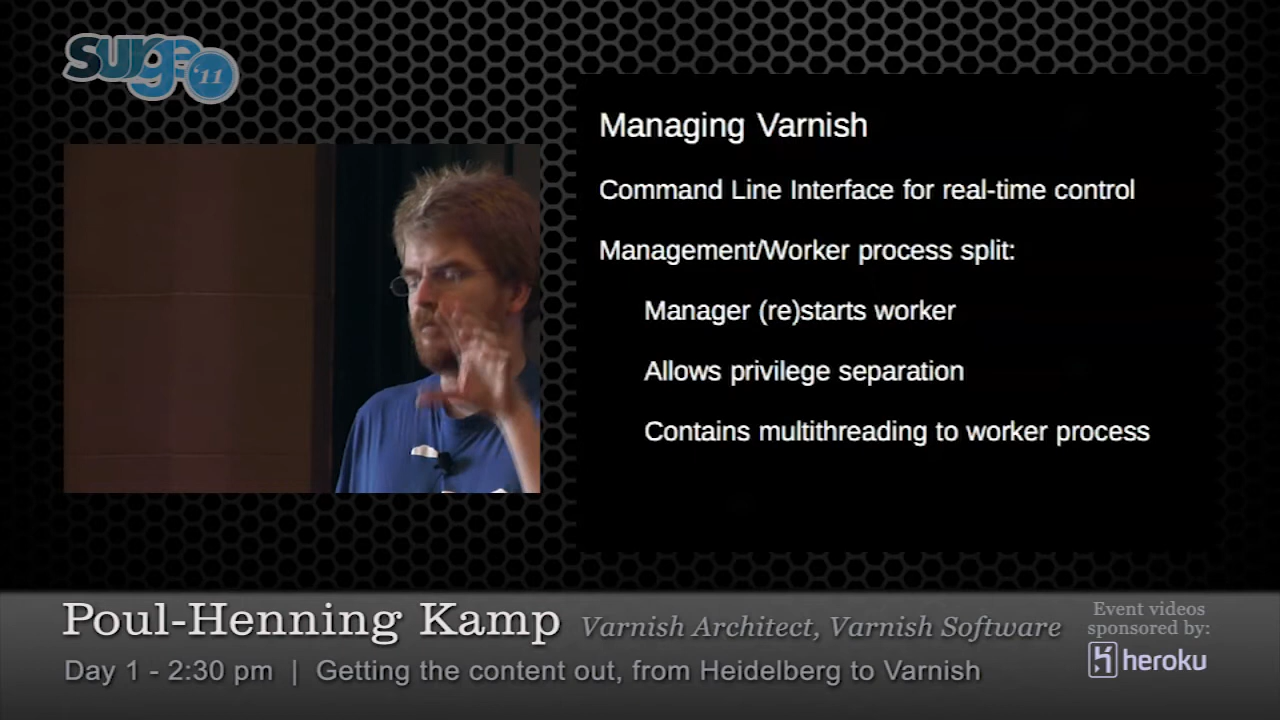 surge '11
Managing Varnish
Command Line Interface for real-time control
Management/Worker process split:
Manager (re)starts worker
Allows privilege separation
Contains multithreading to worker process
Poul-Henning Kamp Varnish Architect, Varnish Software
Day 1 - 2:30 pm | Getting the content out, from Heidelberg to Varnish
Event videos
sponsored by:
heroku